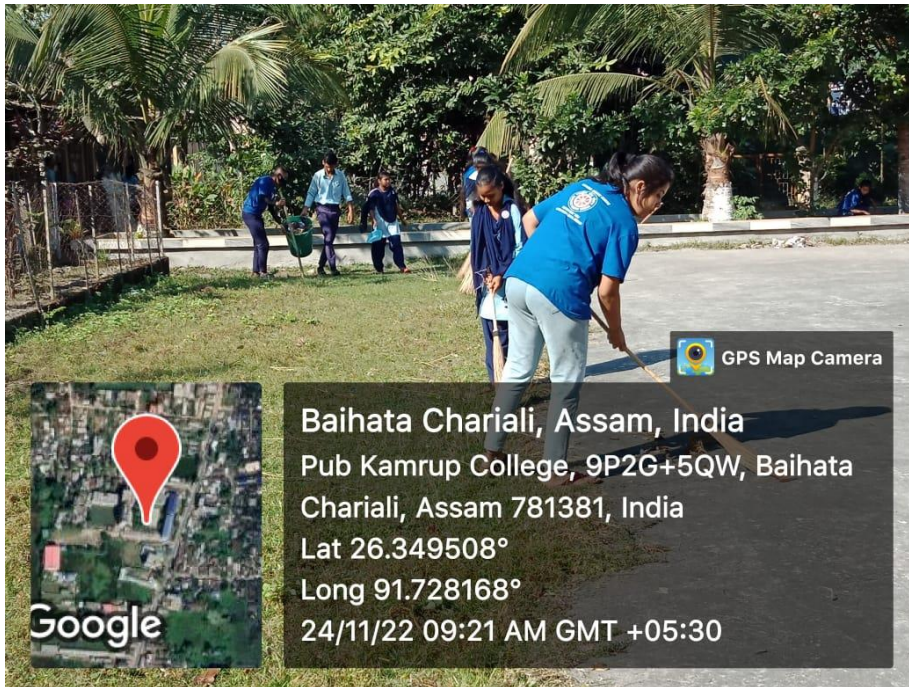 GPS Map Camera
Baihata Chariali, Assam, India
Pub Kamrup College, 9P2G+5QW, Baihata
Chariali, Assam 781381, India
Lat 26.349508°
Long 91.728168°
24/11/22 09:21 AM GMT +05:30
Google